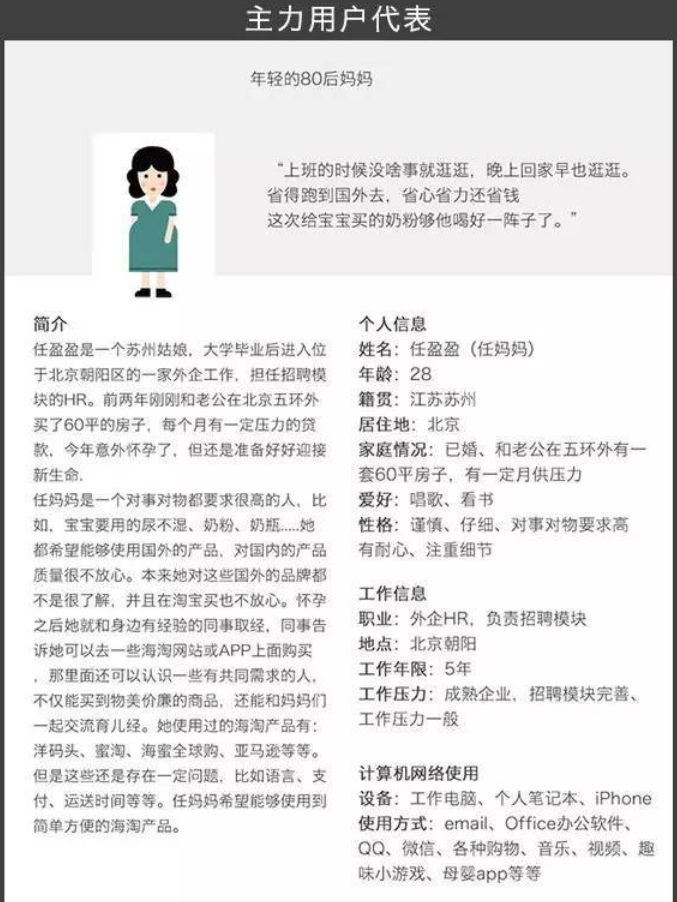 主力用户代表
年轻的80后妈妈
“上班的时候没啥事就逛逛，晚上回家早也逛逛。
省得跑到国外去，省心省力还省钱
这次给宝宝买的奶粉够他喝好一阵子了。”
简介
任盈盈是一个苏州姑娘，大学毕业后进入位
于北京朝阳区的一家外企工作，担任招聘模
块的HR。前两年刚刚和老公在北京五环外
买了60平的房子，每个月有一定压力的贷
款，今年意外怀孕了，但还是准备好好迎接
新生命.
任妈妈是一个对事对物都要求很高的人，比
如，宝宝要用的尿不湿、奶粉、奶瓶.....她
都希望能够使用国外的产品，对国内的产品
质量很不放心。本来她对这些国外的品牌都
不是很了解，并且在淘宝买也不放心。怀孕
之后她就和身边有经验的同事取经，同事告
诉她可以去一些海淘网站或APP上面购买
，那里面还可以认识一些有共同需求的人，
不仅能买到物美价廉的商品，还能和妈妈们
一起交流育儿经。她使用过的海淘产品有：
洋码头、蜜淘、海蜜全球购、亚马逊等等。
但是这些还是存在一定问题，比如语言、支
付、运送时间等等。任妈妈希望能够使用到
简单方便的海淘产品。
个人信息
姓名：任盈盈（任妈妈）
年龄：28
籍贯：江苏苏州
居住地：北京
家庭情况：已婚、和老公在五环外有一
套60平房子，有一定月供压力
爱好：唱歌、看书
性格：谨慎、仔细、对事对物要求高
有耐心、注重细节
工作信息
职业：外企HR，负责招聘模块
地点：北京朝阳
工作年限：5年
工作压力：成熟企业，招聘模块完善、
工作压力一般
计算机网络使用
设备：工作电脑、个人笔记本、iPhone
使用方式：email、Office办公软件、
QQ、微信、各种购物、音乐、视频、趣
味小游戏、母婴app等等